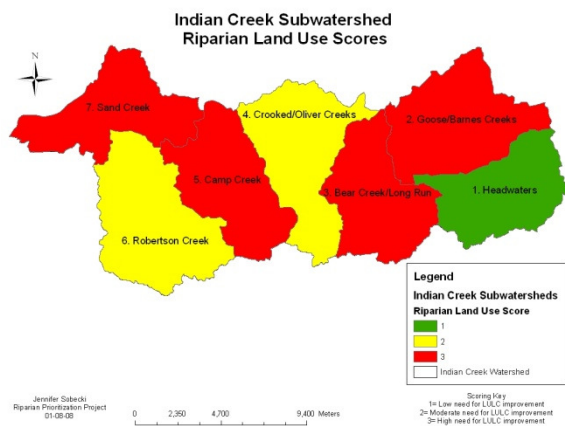 Indian Creek Subwatershed
Riparian Land Use Scores
N
7. Sand Creek
4. Crooked/Oliver Creeks
2. Goose/Barnes Creeks
5. Camp Creek
3. Bear Creek/Long Run
1. Headwaters
6. Robertson Creek
Legend
Indian Creek Subwatersheds
Riparian Land Use Score
1
2
3
Indian Creek Watershed
Jennifer Sobecki
Riparian Prioritization Project
01-08-08
0 2,350 4,700 9,400 Meters
Scoring Key
1= Low need for LULC improvement
2= Moderate need for LULC improvement
3= High need for LULC improvement